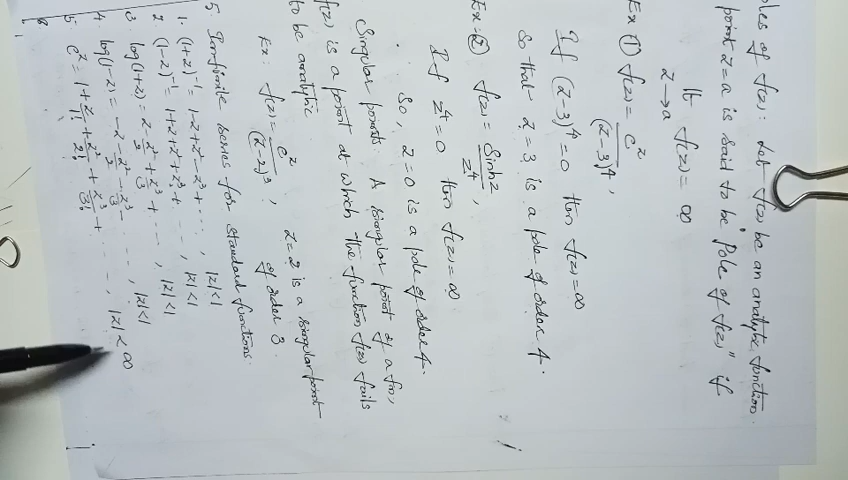 ples of f(z): Let f(z) be an analytic function.
point z=a is said to be "Pole of f(z)" if
lt f(z) = ∞
z→a
Ex ① f(z) = e^z / (z-3)^4 ,
If (z-3)^4 = 0 then f(z) = ∞
So that z = 3 is a pole of order 4.
Ex ② f(z) = Sinhz / z^4 ,
If z^4 = 0 then f(z) = ∞
So, z = 0 is a pole of order 4.
Singular points: A singular point of a fn,
f(z) is a point at which the function f(z) fails
to be analytic
Ex: f(z) = e^z / (z-2)^3 , z = 2 is a singular point
of order 3.
5 series for standard functions.
1. (1+z)^-1 = 1-z+z^2-z^3+ ... , |z|<1
2 (1-z)^-1 = 1+z+z^2+z^3+ ... , |z|<1
3. log(1+z) = z - z^2/2 + z^3/3 + ... , |z|<1
4. log(1-z) = -z - z^2/2 - z^3/3 - ... , |z|<1
5. e^z = 1 + z/1! + z^2/2! + z^3/3! + ... , |z| < ∞